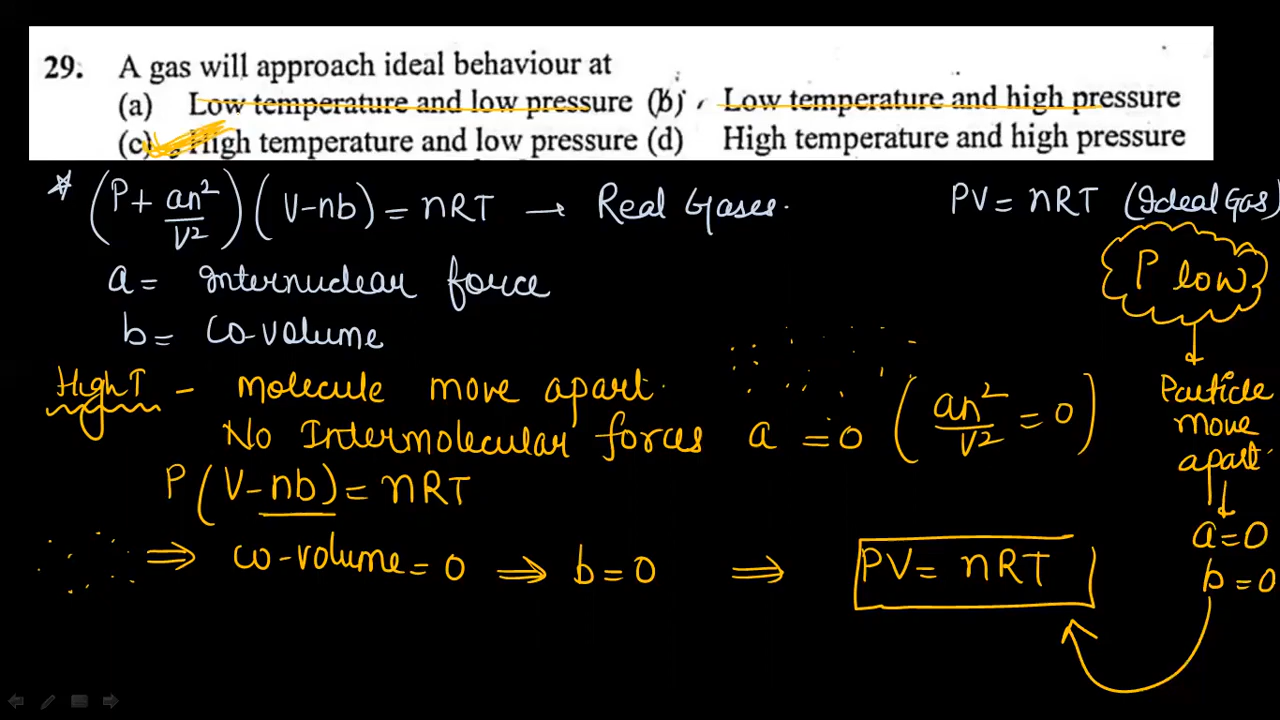 29. A gas will approach ideal behaviour at
(a) Low temperature and low pressure (b) Low temperature and high pressure
(c) High temperature and low pressure (d) High temperature and high pressure
(P + an²/V²) (V-nb) = nRT → Real Gases.
PV = nRT (Ideal Gas)
a = Internuclear force
b = Co-volume
P low
Particle
move
apart.
a=0
b=0
High T - molecule move apart.
No Intermolecular forces a = 0 (an²/V² = 0)
P(V-nb) = nRT
⇒ co-volume = 0 ⇒ b = 0 ⇒ PV = nRT